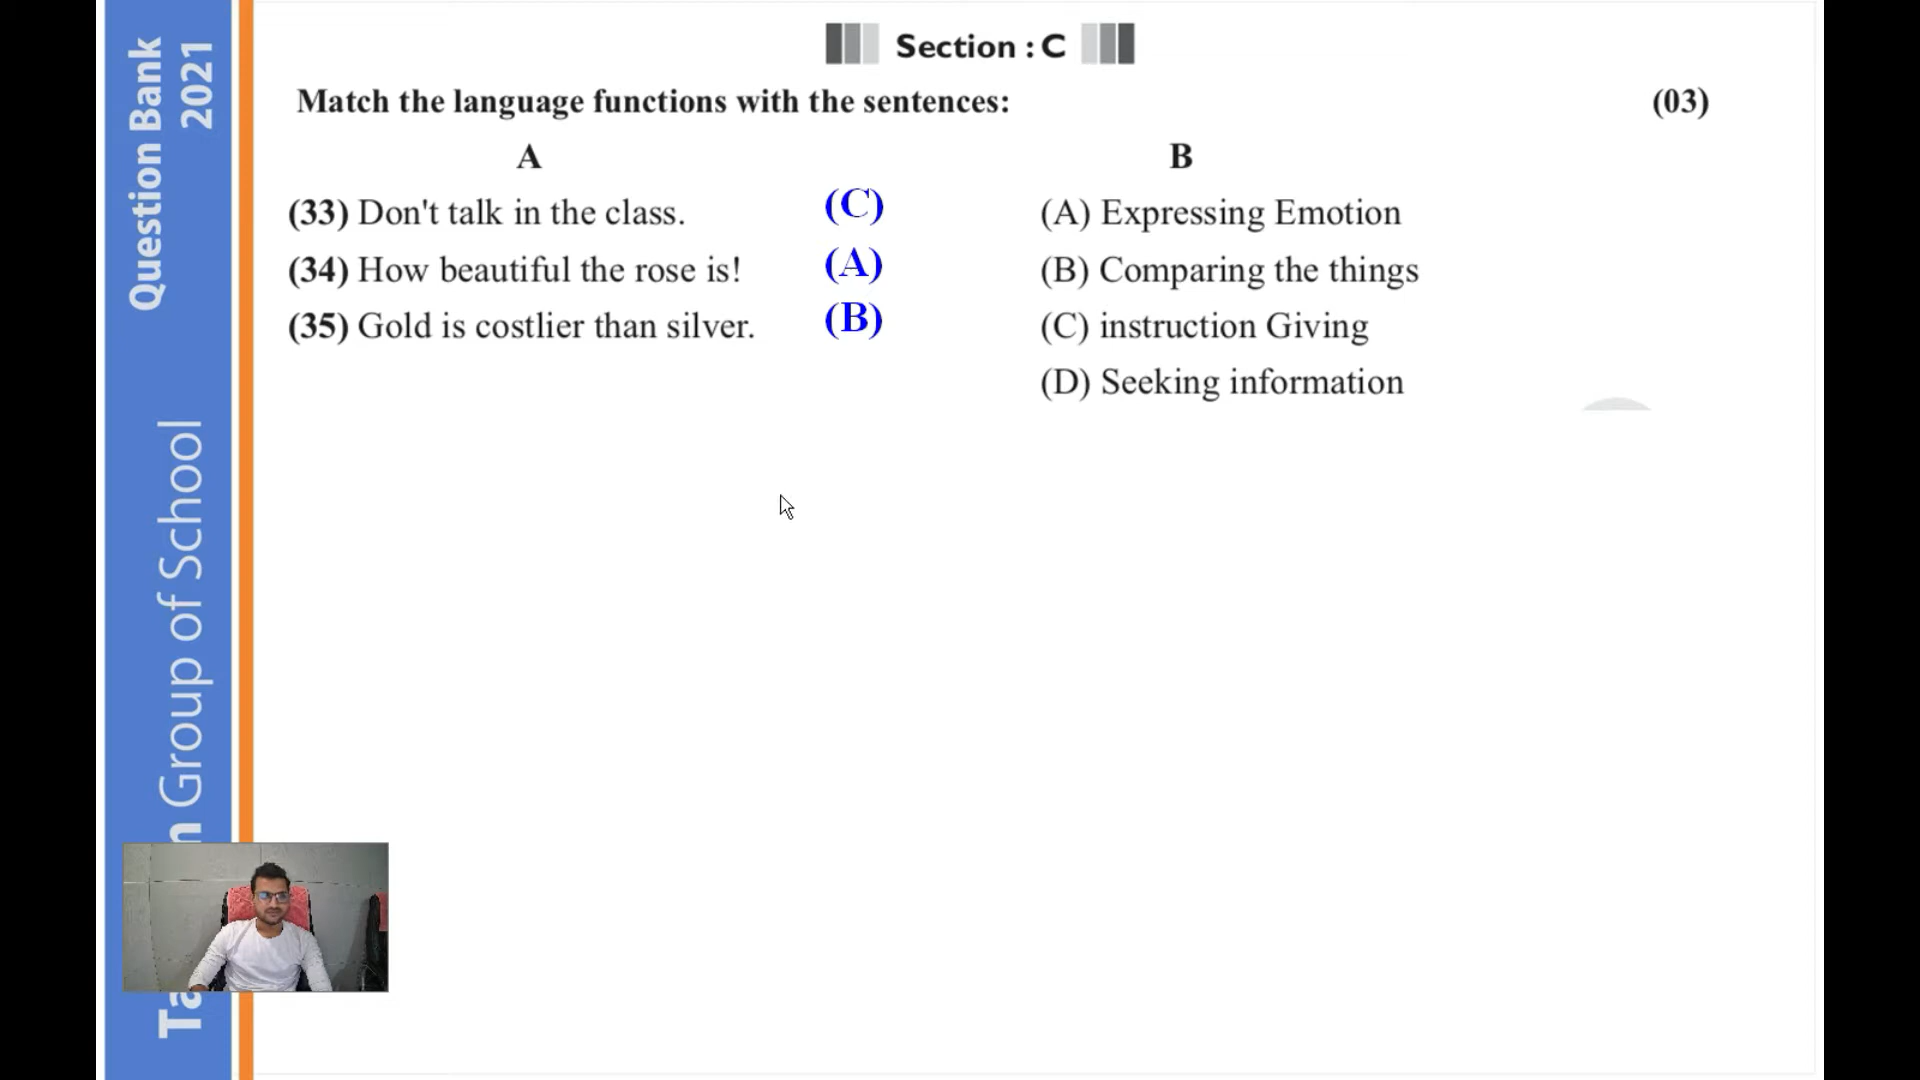 Question Bank
2021
Group of School
Section : C
Match the language functions with the sentences: (03)
A B
(33) Don't talk in the class. (C) (A) Expressing Emotion
(34) How beautiful the rose is! (A) (B) Comparing the things
(35) Gold is costlier than silver. (B) (C) instruction Giving
(D) Seeking information